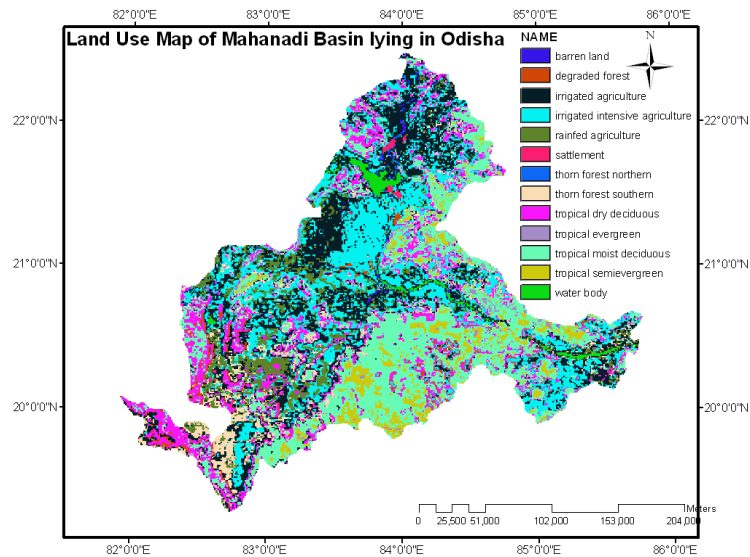 82°0'0"E 83°0'0"E 84°0'0"E 85°0'0"E 86°0'0"E
Land Use Map of Mahanadi Basin lying in Odisha
NAME
N
barren land
degraded forest
irrigated agriculture
irrigated intensive agriculture
rainfed agriculture
sattlement
thorn forest northern
thorn forest southern
tropical dry deciduous
tropical evergreen
tropical moist deciduous
tropical semievergreen
water body
22°0'0"N 22°0'0"N
21°0'0"N 21°0'0"N
20°0'0"N 20°0'0"N
Meters
0 25,500 51,000 102,000 153,000 204,000
82°0'0"E 83°0'0"E 84°0'0"E 85°0'0"E 86°0'0"E